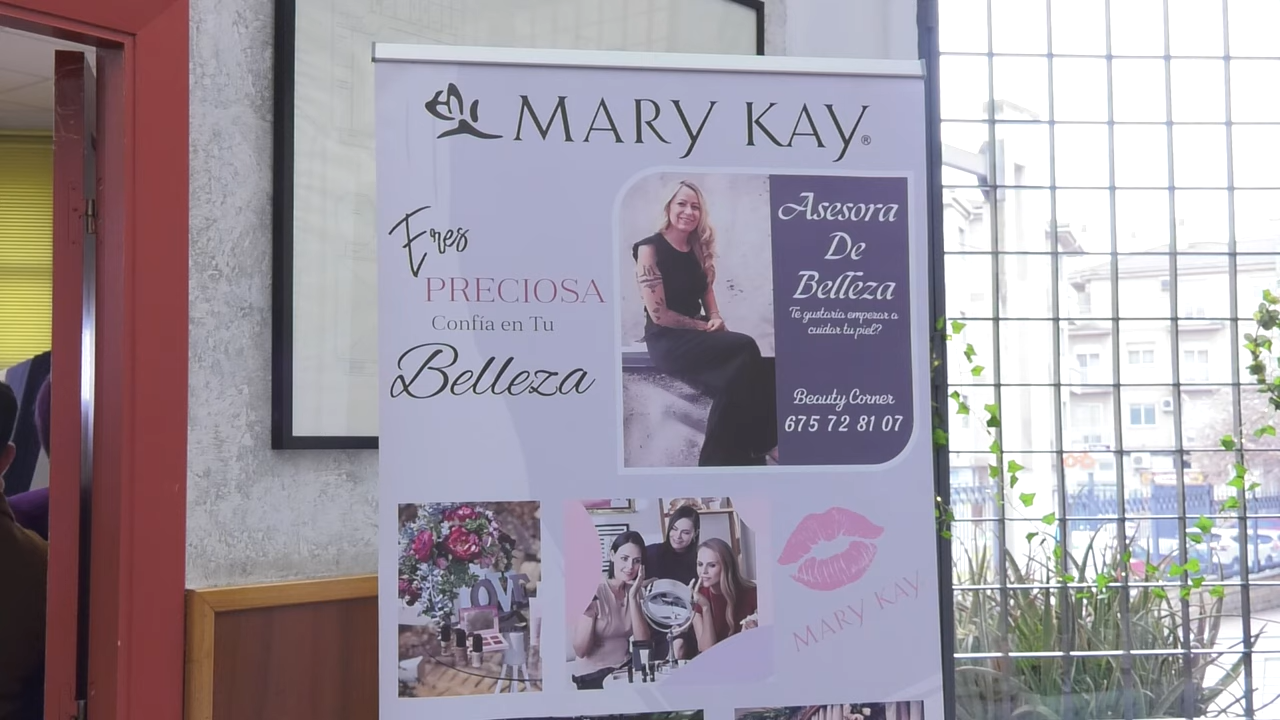 MARY KAY®
Eres
PRECIOSA
Confía en Tu
Belleza
Asesora
De
Belleza
Te gustaría empezar a
cuidar tu piel?
Beauty Corner
675 72 81 07
LOVE
MARY KAY